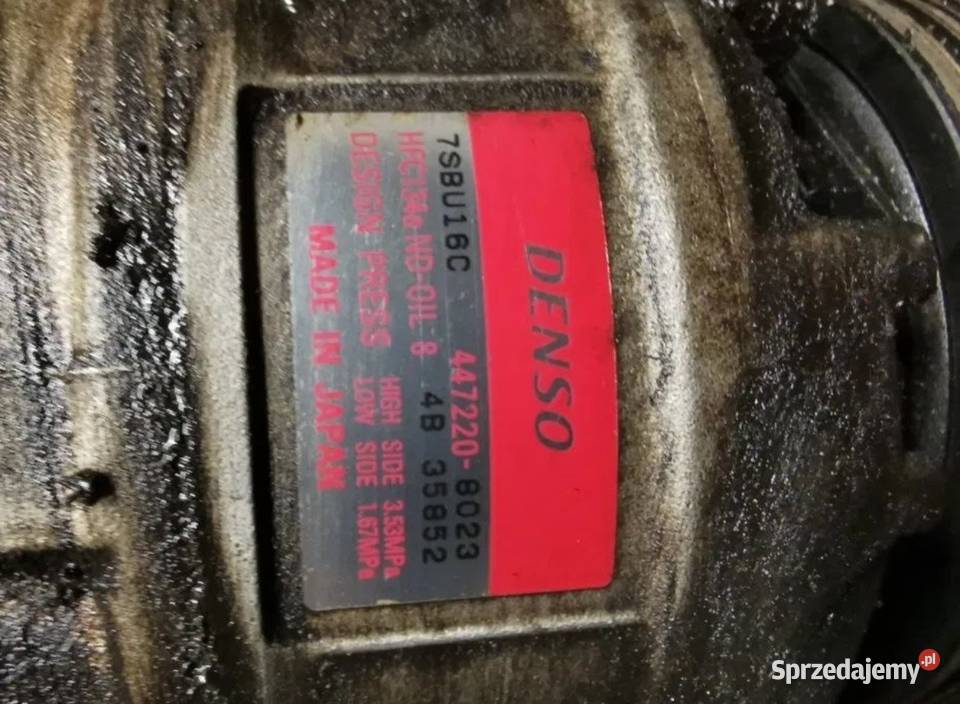 DENSO
7SBU16C 447220-8023
HFC134a ND-OIL 8 4B 35852
DESIGN PRESS HIGH SIDE 3.53MPa
LOW SIDE 1.67MPa
MADE IN JAPAN
Sprzedajemy.pl